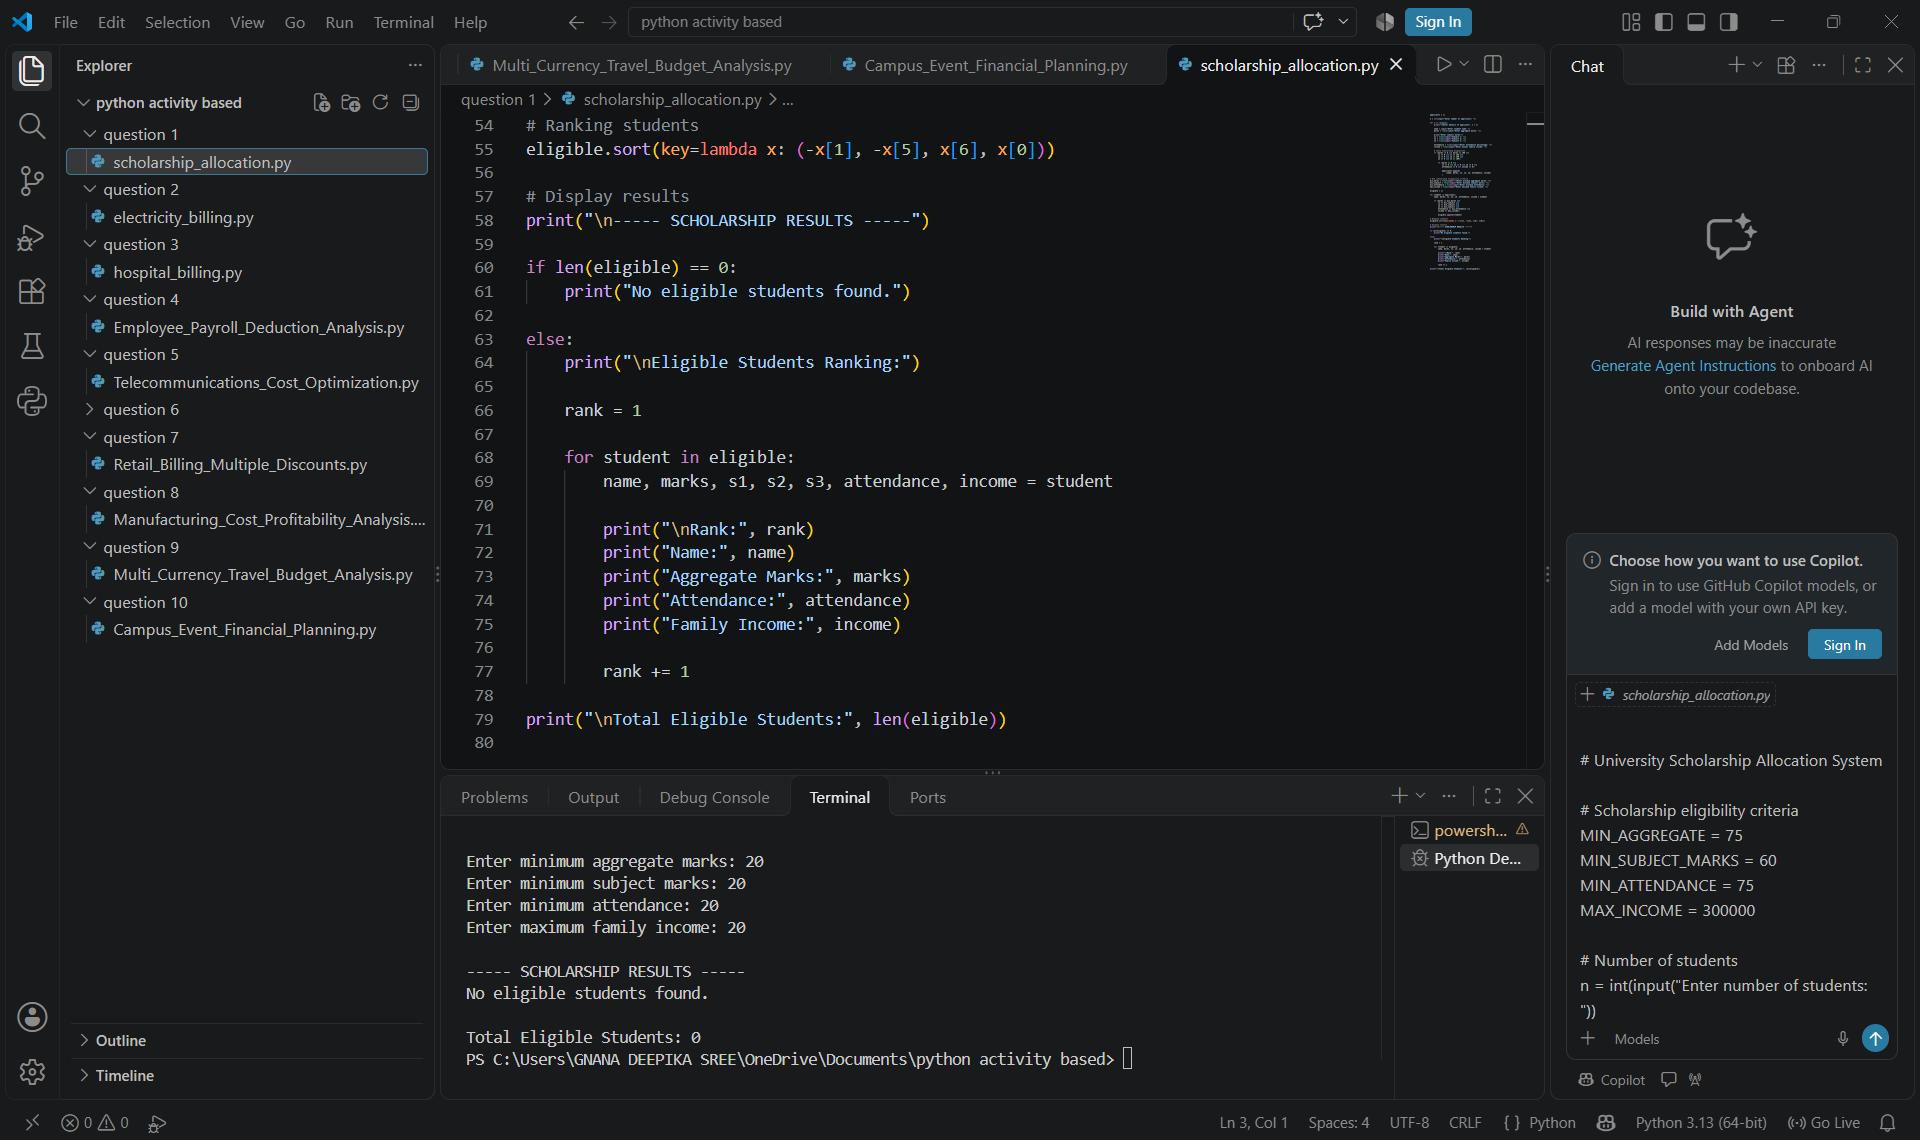 File Edit Selection View Go Run Terminal Help
python activity based
Sign In
Explorer
python activity based
question 1
scholarship_allocation.py
question 2
electricity_billing.py
question 3
hospital_billing.py
question 4
Employee_Payroll_Deduction_Analysis.py
question 5
Telecommunications_Cost_Optimization.py
question 6
question 7
Retail_Billing_Multiple_Discounts.py
question 8
Manufacturing_Cost_Profitability_Analysis....
question 9
Multi_Currency_Travel_Budget_Analysis.py
question 10
Campus_Event_Financial_Planning.py
Outline
Timeline
Multi_Currency_Travel_Budget_Analysis.py
Campus_Event_Financial_Planning.py
scholarship_allocation.py
question 1 > scholarship_allocation.py > ...
54 # Ranking students
55 eligible.sort(key=lambda x: (-x[1], -x[5], x[6], x[0]))
56
57 # Display results
58 print("\n----- SCHOLARSHIP RESULTS -----")
59
60 if len(eligible) == 0:
61 print("No eligible students found.")
62
63 else:
64 print("\nEligible Students Ranking:")
65
66 rank = 1
67
68 for student in eligible:
69 name, marks, s1, s2, s3, attendance, income = student
70
71 print("\nRank:", rank)
72 print("Name:", name)
73 print("Aggregate Marks:", marks)
74 print("Attendance:", attendance)
75 print("Family Income:", income)
76
77 rank += 1
78
79 print("\nTotal Eligible Students:", len(eligible))
80
Problems Output Debug Console Terminal Ports
powersh...
Python De...
Enter minimum aggregate marks: 20
Enter minimum subject marks: 20
Enter minimum attendance: 20
Enter maximum family income: 20
----- SCHOLARSHIP RESULTS -----
No eligible students found.
Total Eligible Students: 0
PS C:\Users\GNANA DEEPIKA SREE\OneDrive\Documents\python activity based>
Chat
Build with Agent
AI responses may be inaccurate
Generate Agent Instructions to onboard AI
onto your codebase.
Choose how you want to use Copilot.
Sign in to use GitHub Copilot models, or
add a model with your own API key.
Add Models Sign In
scholarship_allocation.py
# University Scholarship Allocation System
# Scholarship eligibility criteria
MIN_AGGREGATE = 75
MIN_SUBJECT_MARKS = 60
MIN_ATTENDANCE = 75
MAX_INCOME = 300000
# Number of students
n = int(input("Enter number of students:
"))
Models
Copilot
0 0
Ln 3, Col 1 Spaces: 4 UTF-8 CRLF { } Python Python 3.13 (64-bit) Go Live